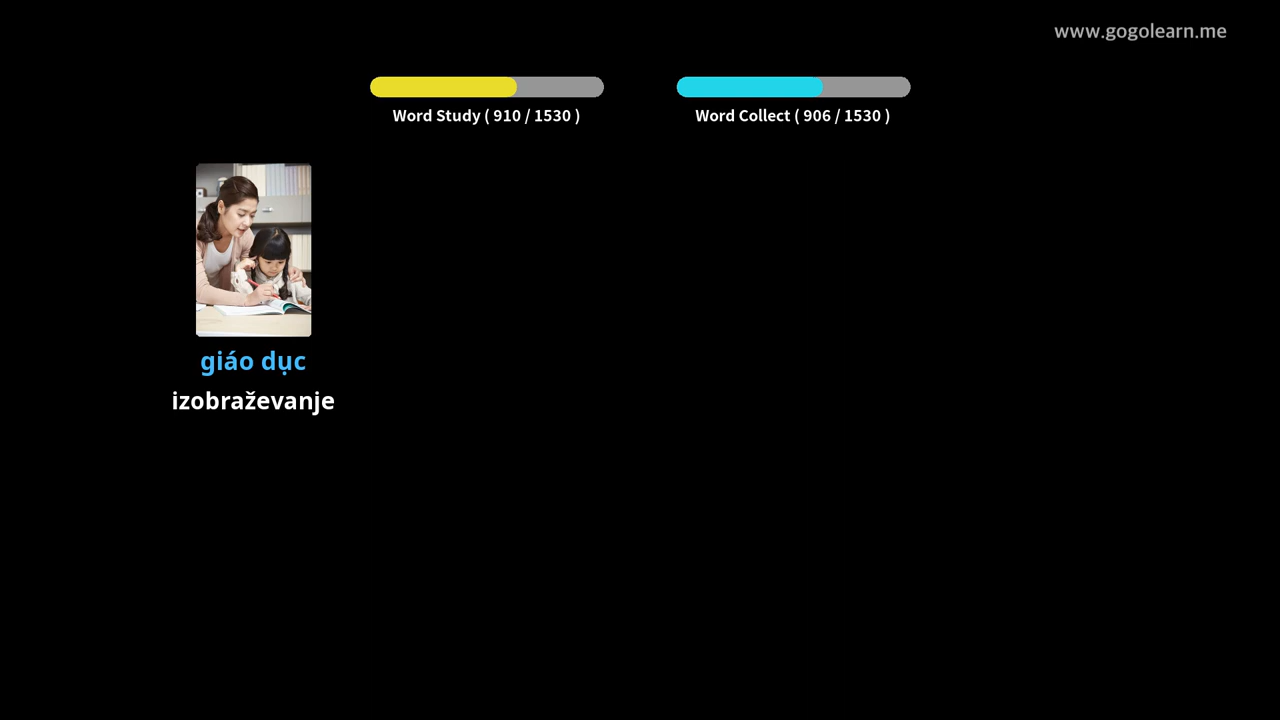 www.gogolearn.me
Word Study ( 910 / 1530 )
Word Collect ( 906 / 1530 )
giáo dục
izobraževanje